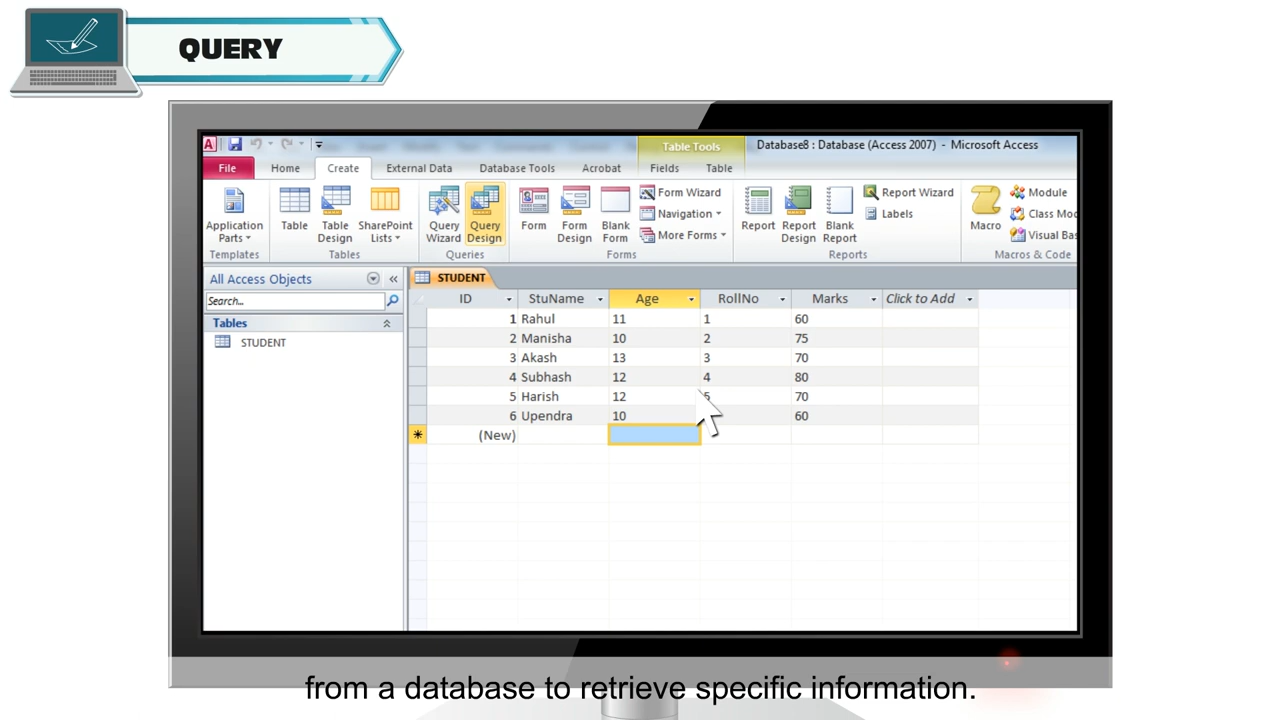 QUERY
Table Tools
Database8 : Database (Access 2007) - Microsoft Access
File Home Create External Data Database Tools Acrobat Fields Table
Application Parts
Table
Table Design
SharePoint Lists
Query Wizard
Query Design
Form
Form Design
Blank Form
Form Wizard
Navigation
More Forms
Report
Report Design
Blank Report
Report Wizard
Labels
Macro
Module
Class Mo
Visual Ba
Templates Tables Queries Forms Reports Macros & Code
All Access Objects
Search...
Tables
STUDENT
STUDENT
ID StuName Age RollNo Marks Click to Add
1 Rahul 11 1 60
2 Manisha 10 2 75
3 Akash 13 3 70
4 Subhash 12 4 80
5 Harish 12 5 70
6 Upendra 10 60
(New)
from a database to retrieve specific information.